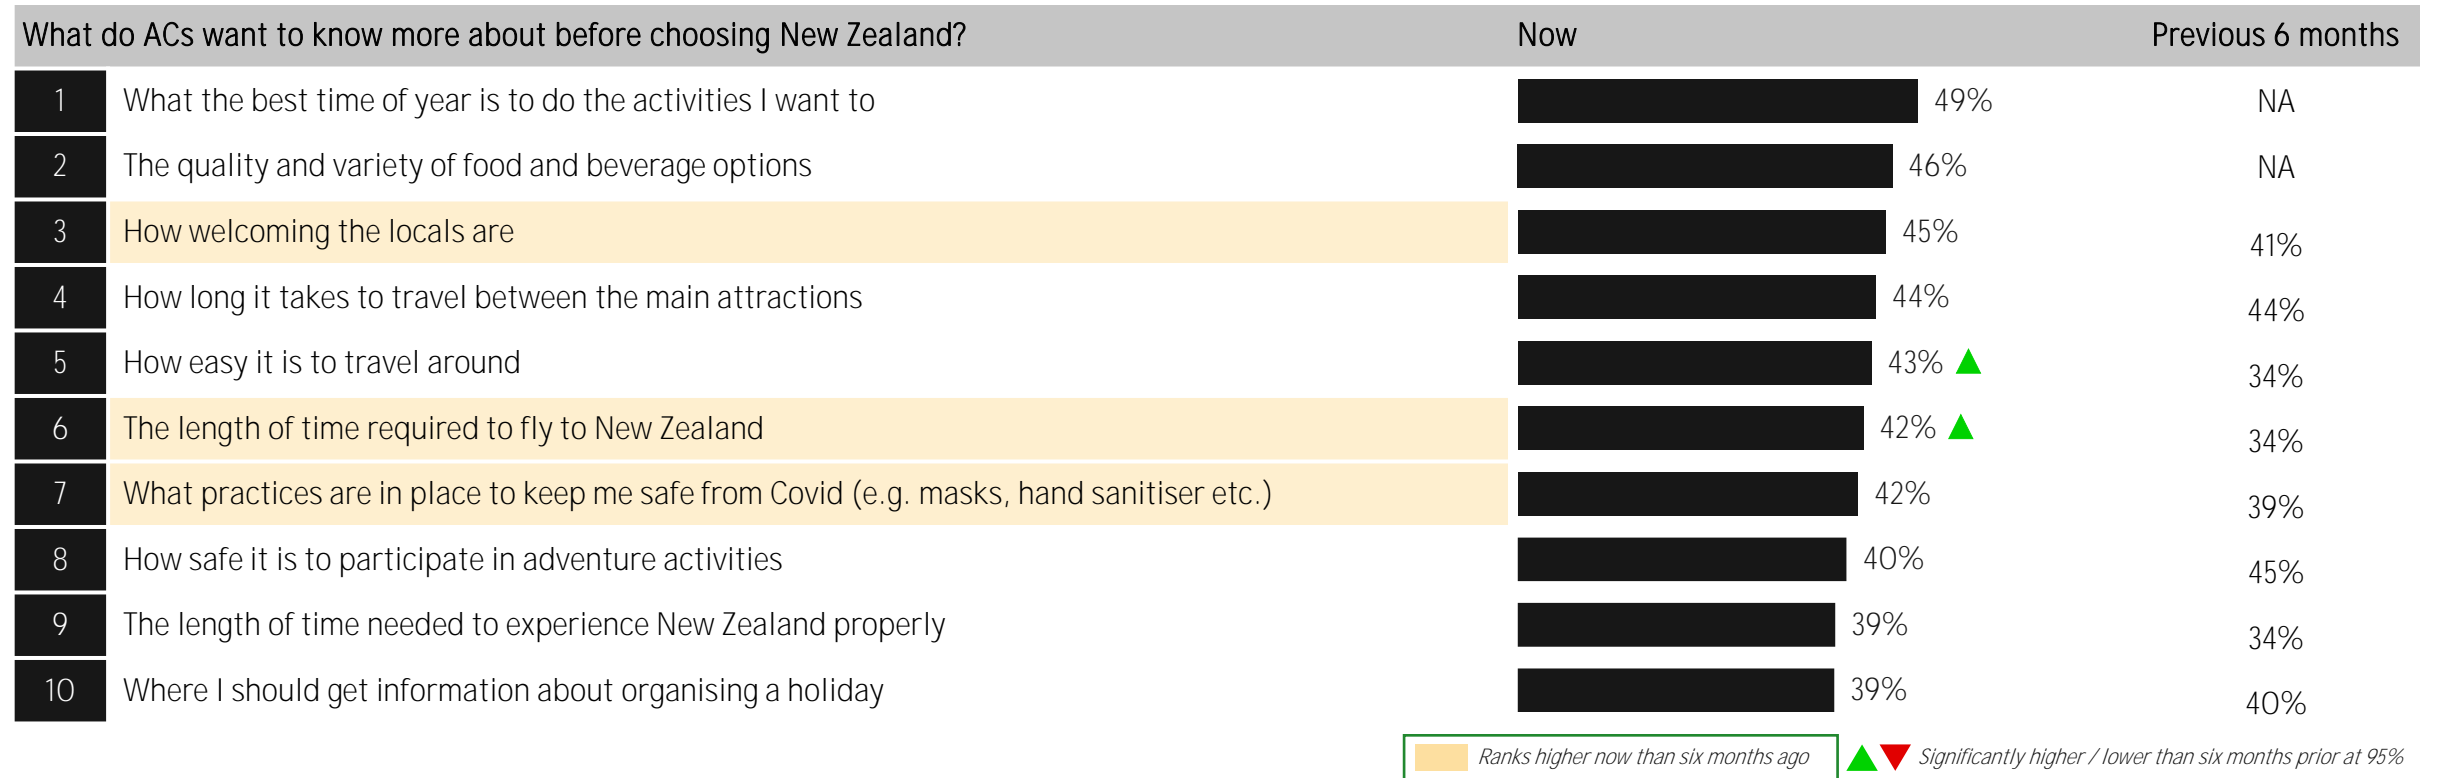 What do ACs want to know more about before choosing New Zealand? Now Previous 6 months
1 What the best time of year is to do the activities I want to 49% NA
2 The quality and variety of food and beverage options 46% NA
3 How welcoming the locals are 45% 41%
4 How long it takes to travel between the main attractions 44% 44%
5 How easy it is to travel around 43% 34%
6 The length of time required to fly to New Zealand 42% 34%
7 What practices are in place to keep me safe from Covid (e.g. masks, hand sanitiser etc.) 42% 39%
8 How safe it is to participate in adventure activities 40% 45%
9 The length of time needed to experience New Zealand properly 39% 34%
10 Where I should get information about organising a holiday 39% 40%
Ranks higher now than six months ago Significantly higher / lower than six months prior at 95%